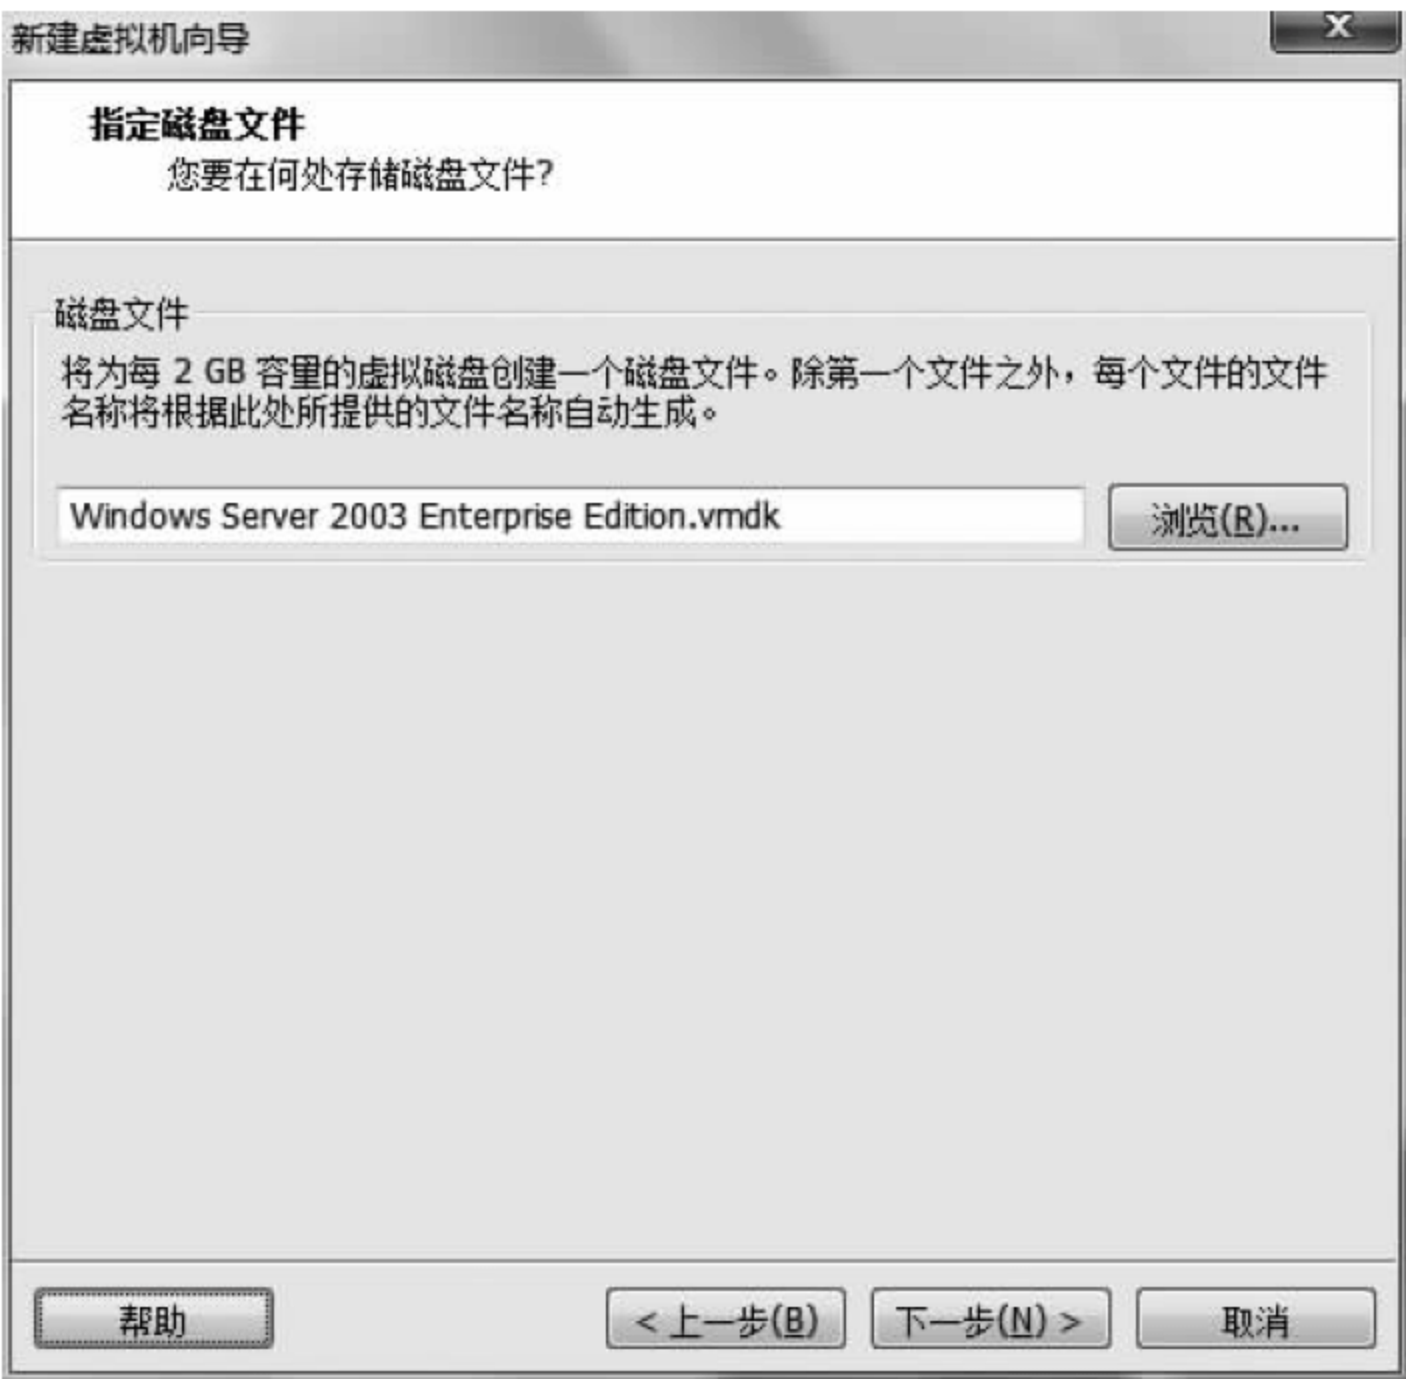 新建虚拟机向导
指定磁盘文件
您要在何处存储磁盘文件?
磁盘文件
将为每 2 GB 容里的虚拟磁盘创建一个磁盘文件。除第一个文件之外，每个文件的文件
名称将根据此处所提供的文件名称自动生成。
Windows Server 2003 Enterprise Edition.vmdk
浏览(R)...
帮助
< 上一步(B)
下一步(N) >
取消